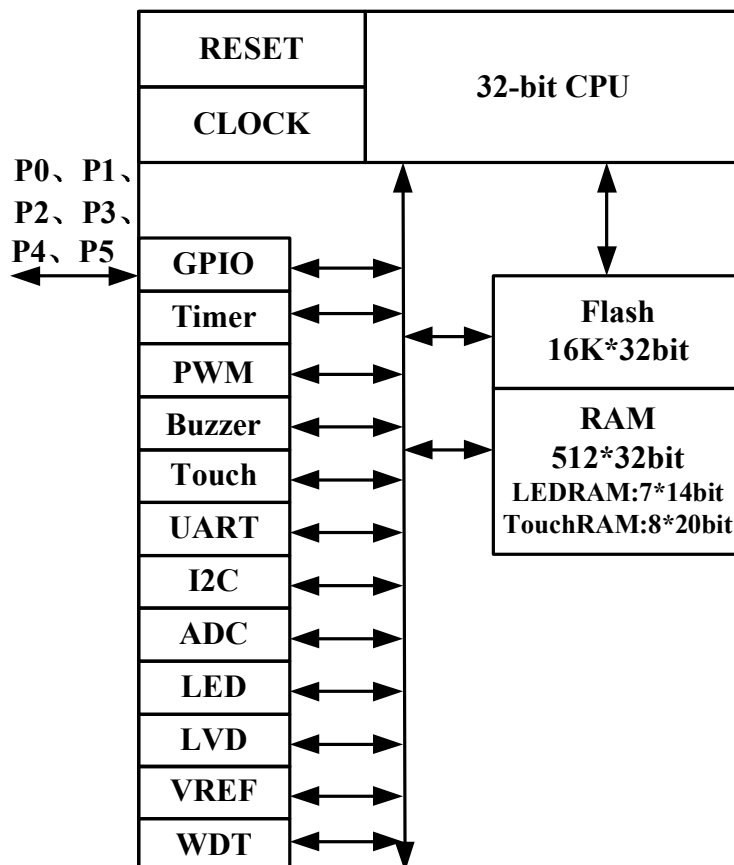 RESET
32-bit CPU
CLOCK
P0、P1、
P2、P3、
P4、P5
GPIO
Timer
PWM
Buzzer
Touch
UART
I2C
ADC
LED
LVD
VREF
WDT
Flash
16K*32bit
RAM
512*32bit
LEDRAM:7*14bit
TouchRAM:8*20bit